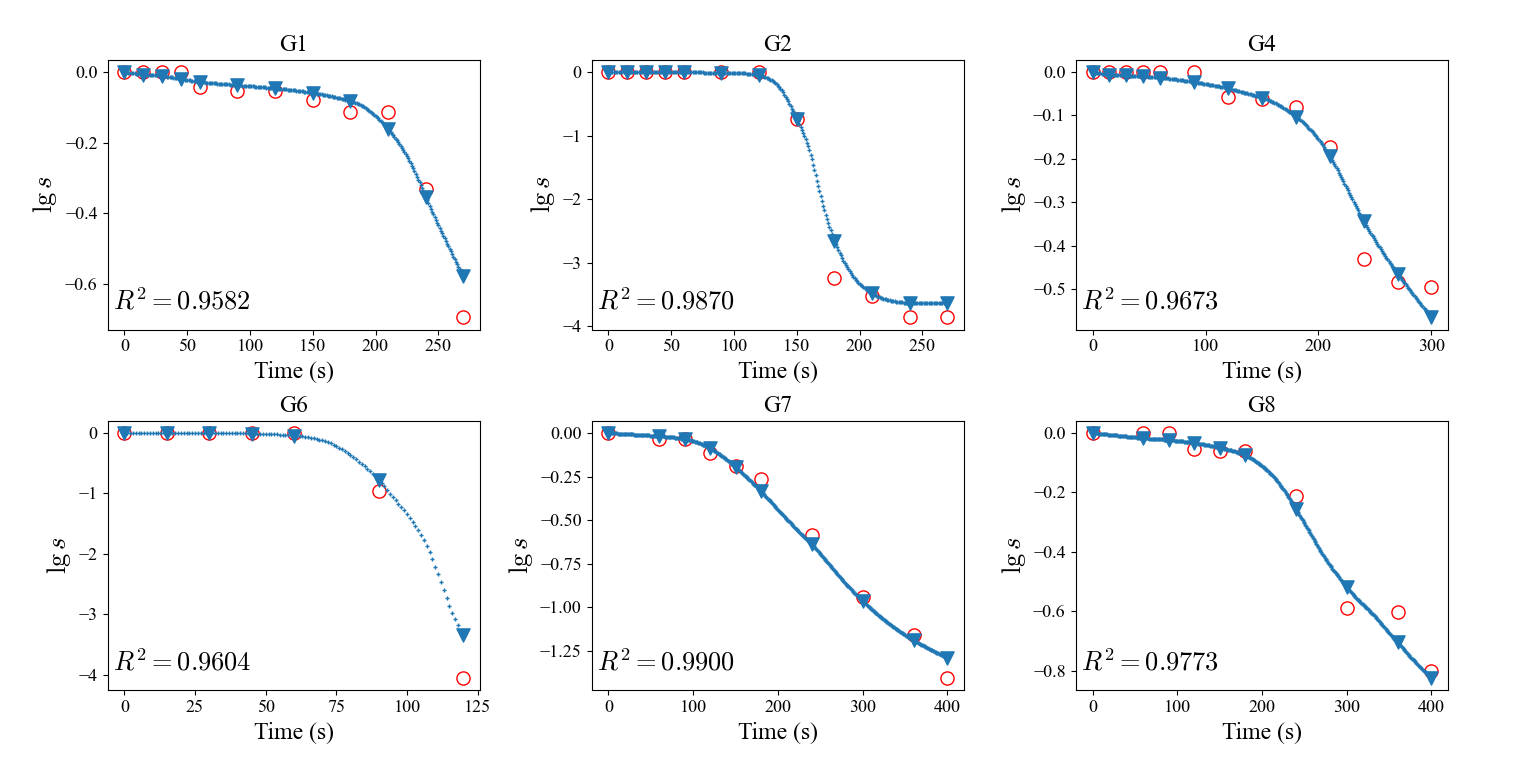 G1
0.0
−0.2
−0.4
−0.6
lg s
R² = 0.9582
0 50 100 150 200 250
Time (s)
G2
0
−1
−2
−3
−4
lg s
R² = 0.9870
0 50 100 150 200 250
Time (s)
G4
0.0
−0.1
−0.2
−0.3
−0.4
−0.5
lg s
R² = 0.9673
0 100 200 300
Time (s)
G6
0
−1
−2
−3
−4
lg s
R² = 0.9604
0 25 50 75 100 125
Time (s)
G7
0.00
−0.25
−0.50
−0.75
−1.00
−1.25
lg s
R² = 0.9900
0 100 200 300 400
Time (s)
G8
0.0
−0.2
−0.4
−0.6
−0.8
lg s
R² = 0.9773
0 100 200 300 400
Time (s)